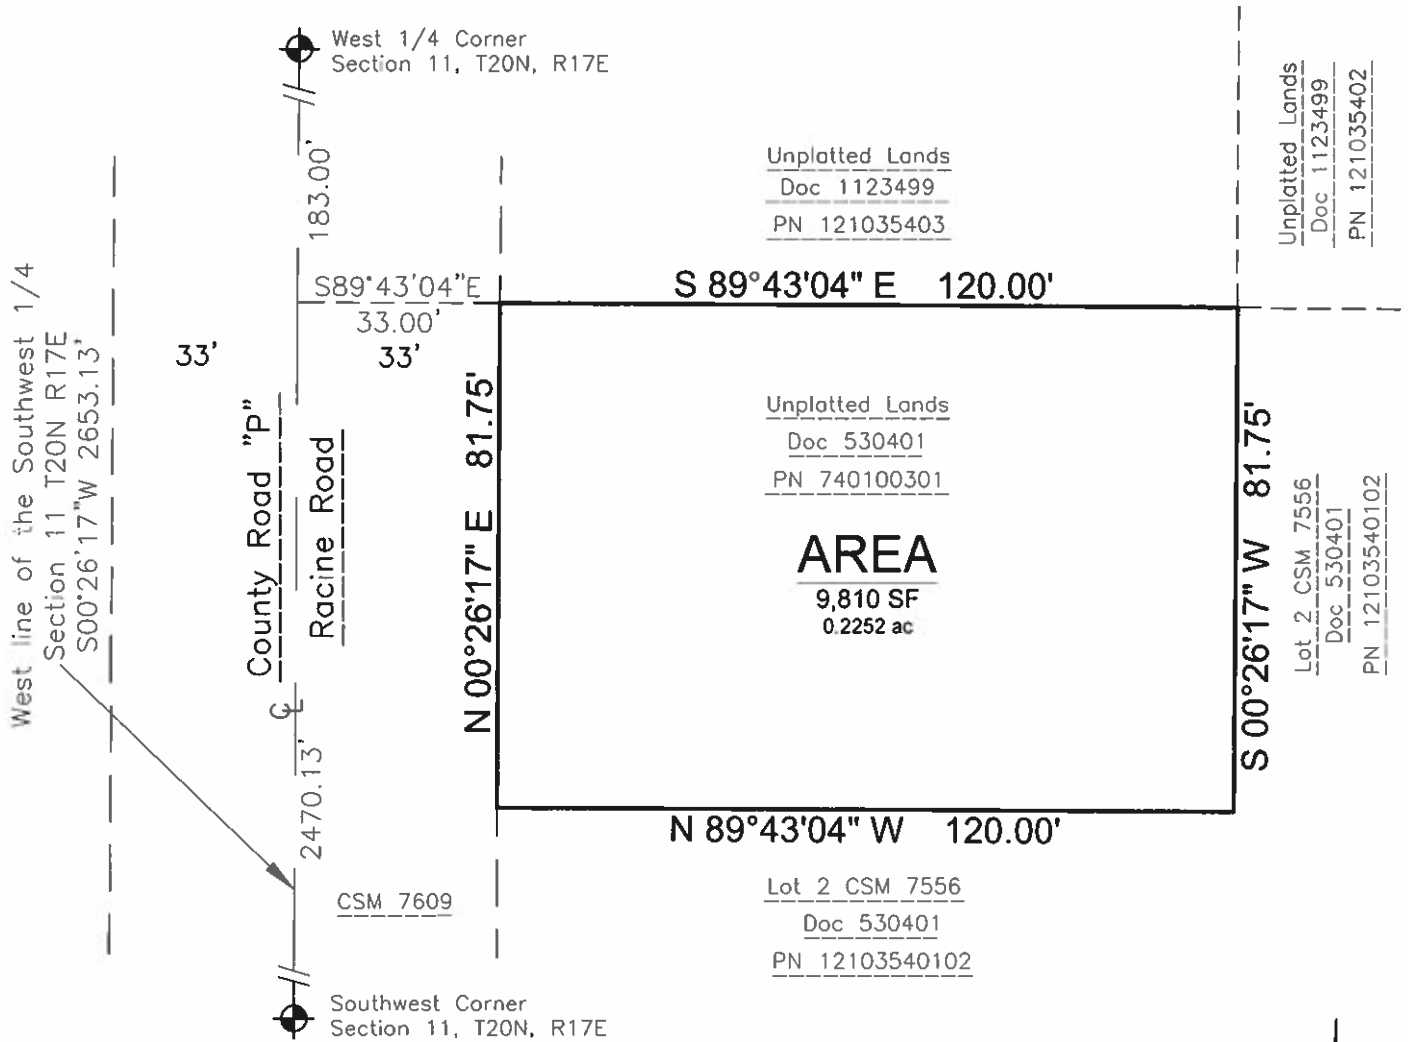 West 1/4 Corner
Section 11, T20N, R17E
183.00'
Unplatted Lands
Doc 1123499
PN 121035403
Unplatted Lands
Doc 1123499
PN 121035402
S89°43'04"E
33.00'
S 89°43'04" E 120.00'
33'
33'
West line of the Southwest 1/4
Section 11 T20N R17E
S00°26'17"W 2653.13'
County Road "P"
Racine Road
N 00°26'17" E 81.75'
Unplatted Lands
Doc 530401
PN 740100301
AREA
9,810 SF
0.2252 ac
S 00°26'17" W 81.75'
Lot 2 CSM 7556
Doc 530401
PN 12103540102
CL
2470.13'
N 89°43'04" W 120.00'
CSM 7609
Lot 2 CSM 7556
Doc 530401
PN 12103540102
Southwest Corner
Section 11, T20N, R17E